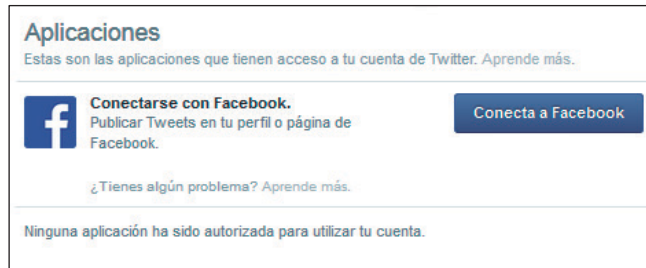 Aplicaciones
Estas son las aplicaciones que tienen acceso a tu cuenta de Twitter. Aprende más.
Conectarse con Facebook.
Publicar Tweets en tu perfil o página de
Facebook.
Conecta a Facebook
¿Tienes algún problema? Aprende más.
Ninguna aplicación ha sido autorizada para utilizar tu cuenta.